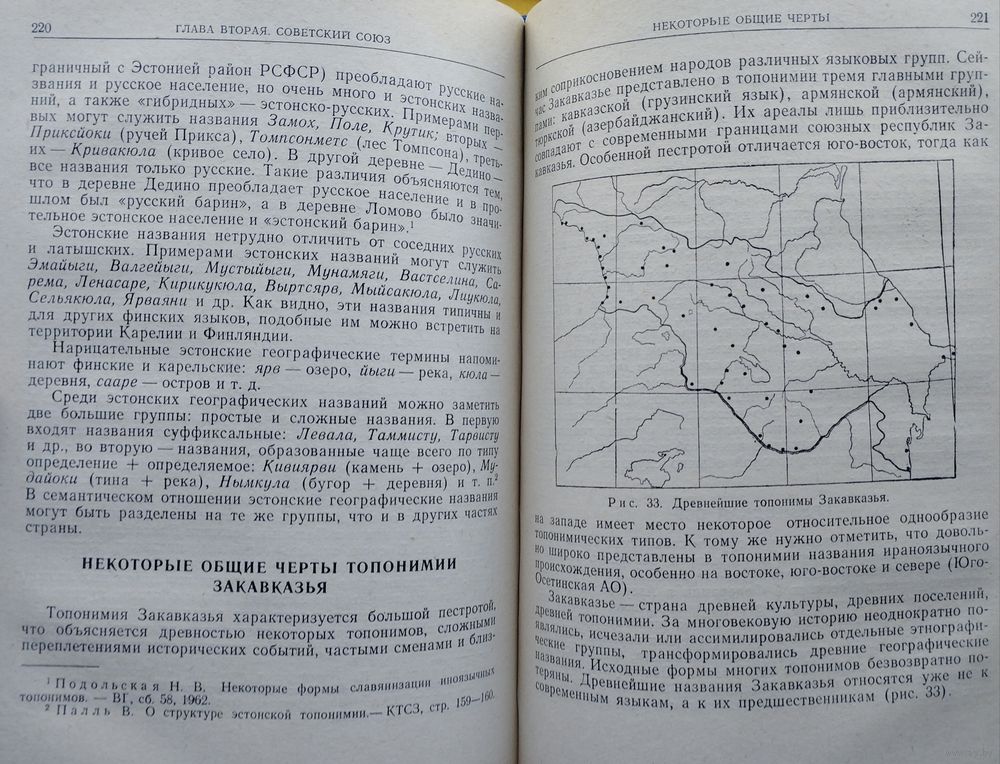 220
ГЛАВА ВТОРАЯ. СОВЕТСКИЙ СОЮЗ
граничный с Эстонией район РСФСР) преобладают русские на-
звания и русское население, но очень много и эстонских назва-
ний, а также «гибридных» — эстонско-русских. Примерами пер-
вых могут служить названия Замох, Поле, Крутик; вторых —
Приксйоки (ручей Прикса), Томпсонметс (лес Томпсона), треть-
их — Кривакюла (кривое село). В другой деревне — Дедино —
все названия только русские. Такие различия объясняются тем,
что в деревне Дедино преобладает русское население и в про-
шлом был «русский барин», а в деревне Ломово было значи-
тельное эстонское население и «эстонский барин».¹
Эстонские названия нетрудно отличить от соседних русских
и латышских. Примерами эстонских названий могут служить
Эмайыги, Валгейыги, Мустыйыги, Мунамяги, Вастселина, Са-
рема, Ленасаре, Кирикукюла, Выртсярв, Мыйсакюла, Лиукюла,
Сельякюла, Ярваяни и др. Как видно, эти названия типичны и
для других финских языков, подобные им можно встретить на
территории Карелии и Финляндии.
Нарицательные эстонские географические термины напоми-
нают финские и карельские: ярв — озеро, йыги — река, кюла —
деревня, сааре — остров и т. д.
Среди эстонских географических названий можно заметить
две большие группы: простые и сложные названия. В первую
входят названия суффиксальные: Левала, Таммисту, Тарвисту
и др., во вторую — названия, образованные чаще всего по типу
определение + определяемое: Кивиярви (камень + озеро), Му-
дайоки (тина + река), Нымкула (бугор + деревня) и т. п.²
В семантическом отношении эстонские географические названия
могут быть разделены на те же группы, что и в других частях
страны.
НЕКОТОРЫЕ ОБЩИЕ ЧЕРТЫ ТОПОНИМИИ
ЗАКАВКАЗЬЯ
Топонимия Закавказья характеризуется большой пестротой,
что объясняется древностью некоторых топонимов, сложными
переплетениями исторических событий, частыми сменами и близ-
¹ Подольская Н. В. Некоторые формы славянизации иноязычных
топонимов. — ВГ, сб. 58, 1962.
² Палль В. О структуре эстонской топонимии. — КТСЗ, стр. 159—160.
НЕКОТОРЫЕ ОБЩИЕ ЧЕРТЫ
221
ким соприкосновением народов различных языковых групп. Сей-
час Закавказье представлено в топонимии тремя главными груп-
пами: кавказской (грузинский язык), армянской (армянский),
тюркской (азербайджанский). Их ареалы лишь приблизительно
совпадают с современными границами союзных республик За-
кавказья. Особенной пестротой отличается юго-восток, тогда как
Рис. 33. Древнейшие топонимы Закавказья.
на западе имеет место некоторое относительное однообразие
топонимических типов. К тому же нужно отметить, что доволь-
но широко представлены в топонимии названия ираноязычного
происхождения, особенно на востоке, юго-востоке и севере (Юго-
Осетинская АО).
Закавказье — страна древней культуры, древних поселений,
древней топонимии. За многовековую историю неоднократно по-
являлись, исчезали или ассимилировались отдельные этнографи-
ческие группы, трансформировались древние географические
названия. Исходные формы многих топонимов безвозвратно по-
теряны. Древнейшие названия Закавказья относятся уже не к
современным языкам, а к их предшественникам (рис. 33).